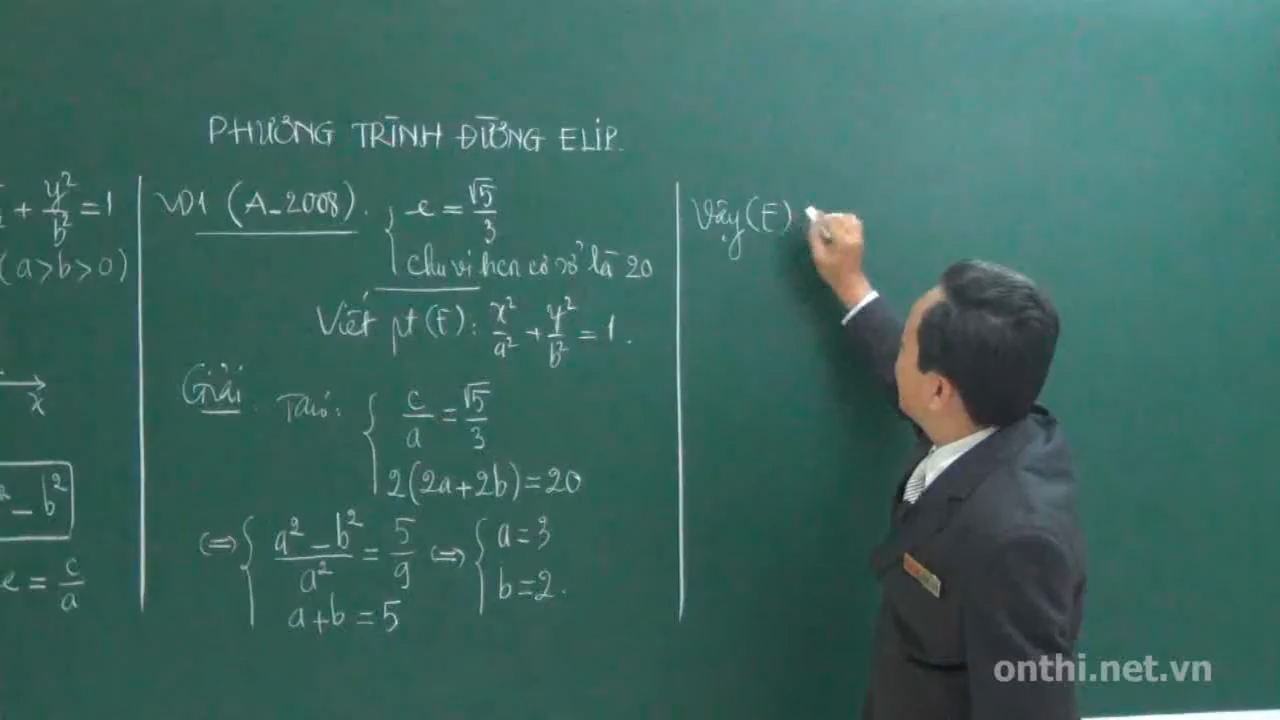 PHƯƠNG TRÌNH ĐƯỜNG ELIP.
+ y²/b² = 1
(a > b > 0)
x
² - b²
e = c/a
VD1 (A-2008).
e = √5/3
chu vi hcn cơ sở là 20
Viết pt (E): x²/a² + y²/b² = 1.
Giải. Ta có:
c/a = √5/3
2(2a+2b) = 20
⇔ { (a² - b²)/a² = 5/9 ⇔ { a = 3
a+b = 5
b = 2.
Vậy (E)
onthi.net.vn